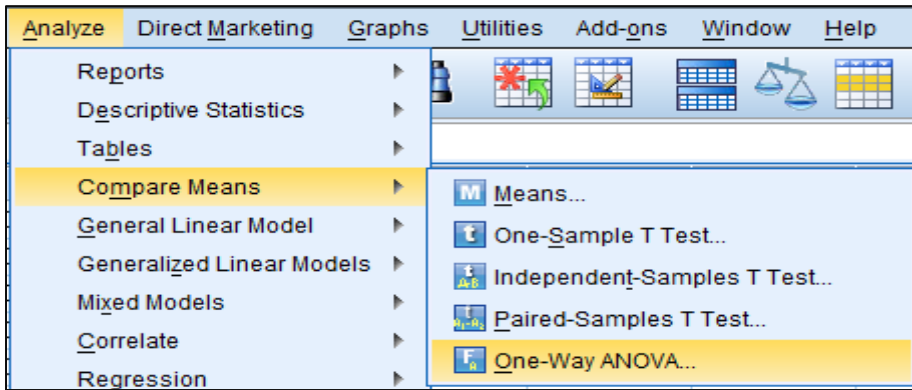 Analyze Direct Marketing Graphs Utilities Add-ons Window Help
Reports
Descriptive Statistics
Tables
Compare Means
General Linear Model
Generalized Linear Models
Mixed Models
Correlate
Regression
M Means...
t One-Sample T Test...
A-B Independent-Samples T Test...
A₁-A₂ Paired-Samples T Test...
F A One-Way ANOVA...